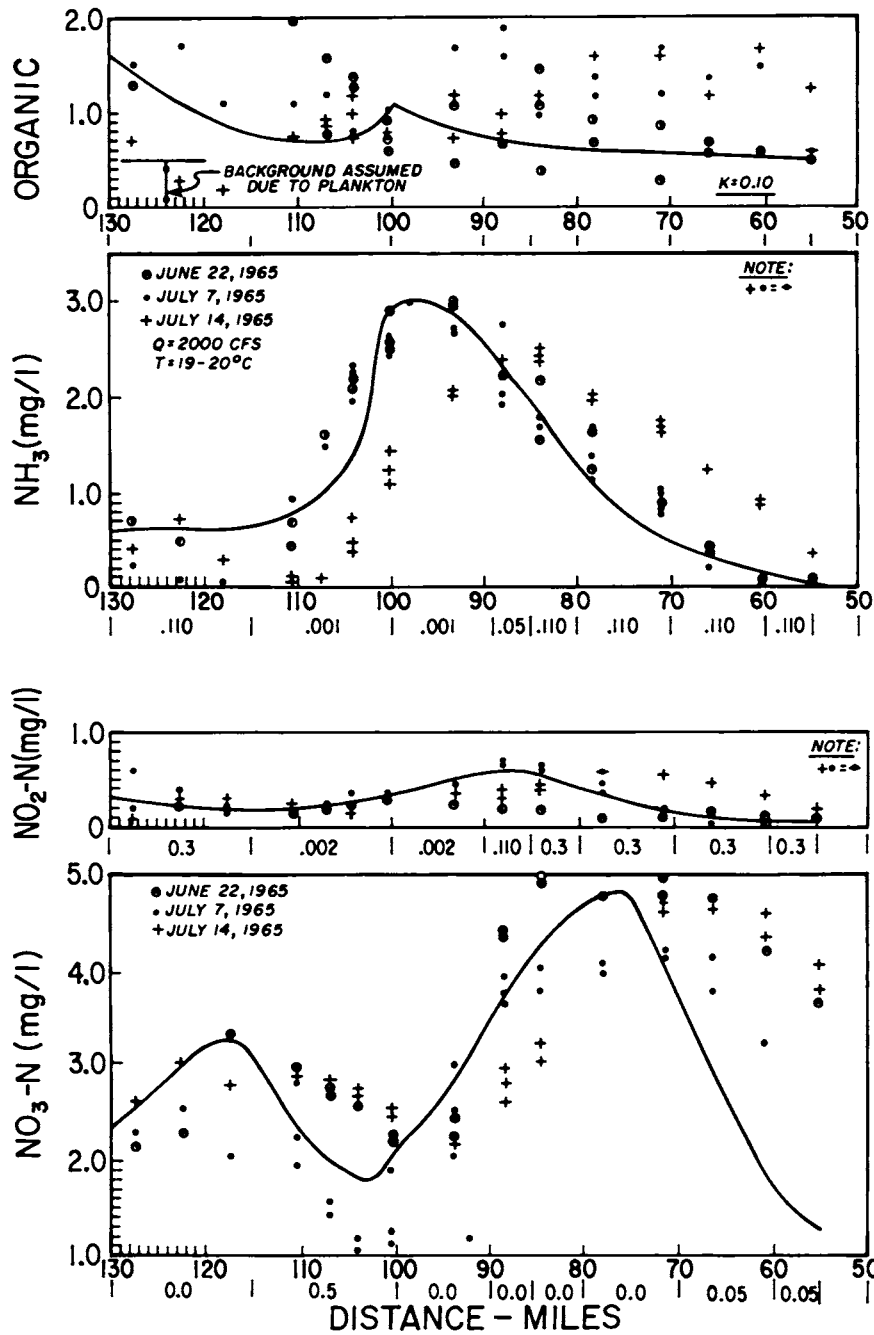 ORGANIC
2.0
1.0
0
BACKGROUND ASSUMED
DUE TO PLANKTON
K=0.10
130 120 110 100 90 80 70 60 50
NH3(mg/l)
3.0
2.0
1.0
0
JUNE 22, 1965
JULY 7, 1965
+ JULY 14, 1965
Q=2000 CFS
T=19-20°C
NOTE:
130 120 110 100 90 80 70 60 50
.110 | .001 | .001 |.05|.110| .110 | .110 |.110|
NO2-N(mg/l)
1.0
0
NOTE:
0.3 | .002 | .002 |.110|0.3| 0.3 | 0.3 |0.3|
NO3-N (mg/l)
5.0
4.0
3.0
2.0
1.0
JUNE 22, 1965
JULY 7, 1965
+JULY 14, 1965
130 120 110 100 90 80 70 60 50
0.0 | 0.5 | 0.0 |0.01|0.0| 0.0 | 0.05 |0.05|
DISTANCE-MILES